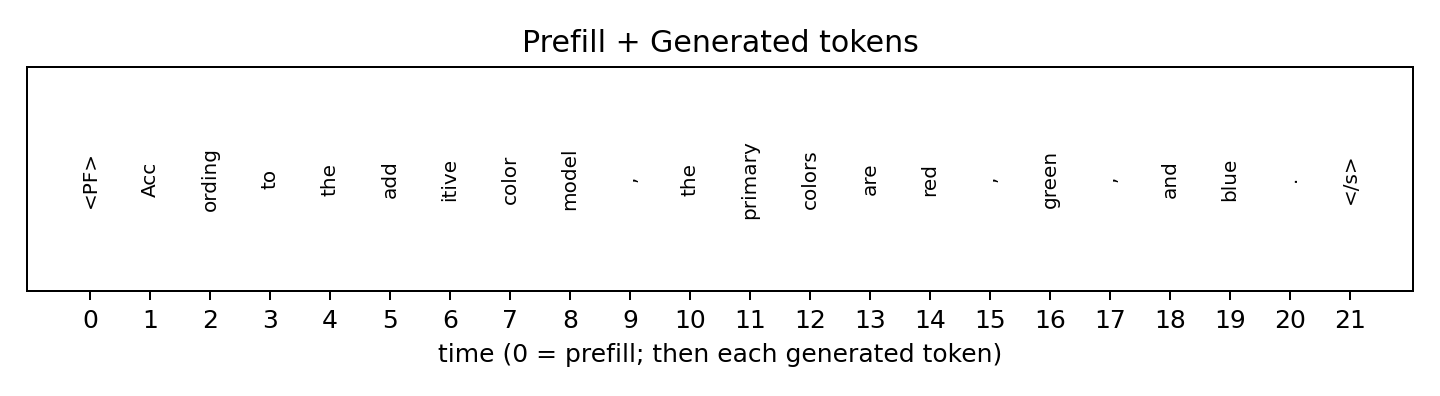 Prefill + Generated tokens
<PF> Acc ording to the add itive color model , the primary colors are red , green , and blue . </s>
0 1 2 3 4 5 6 7 8 9 10 11 12 13 14 15 16 17 18 19 20 21
time (0 = prefill; then each generated token)